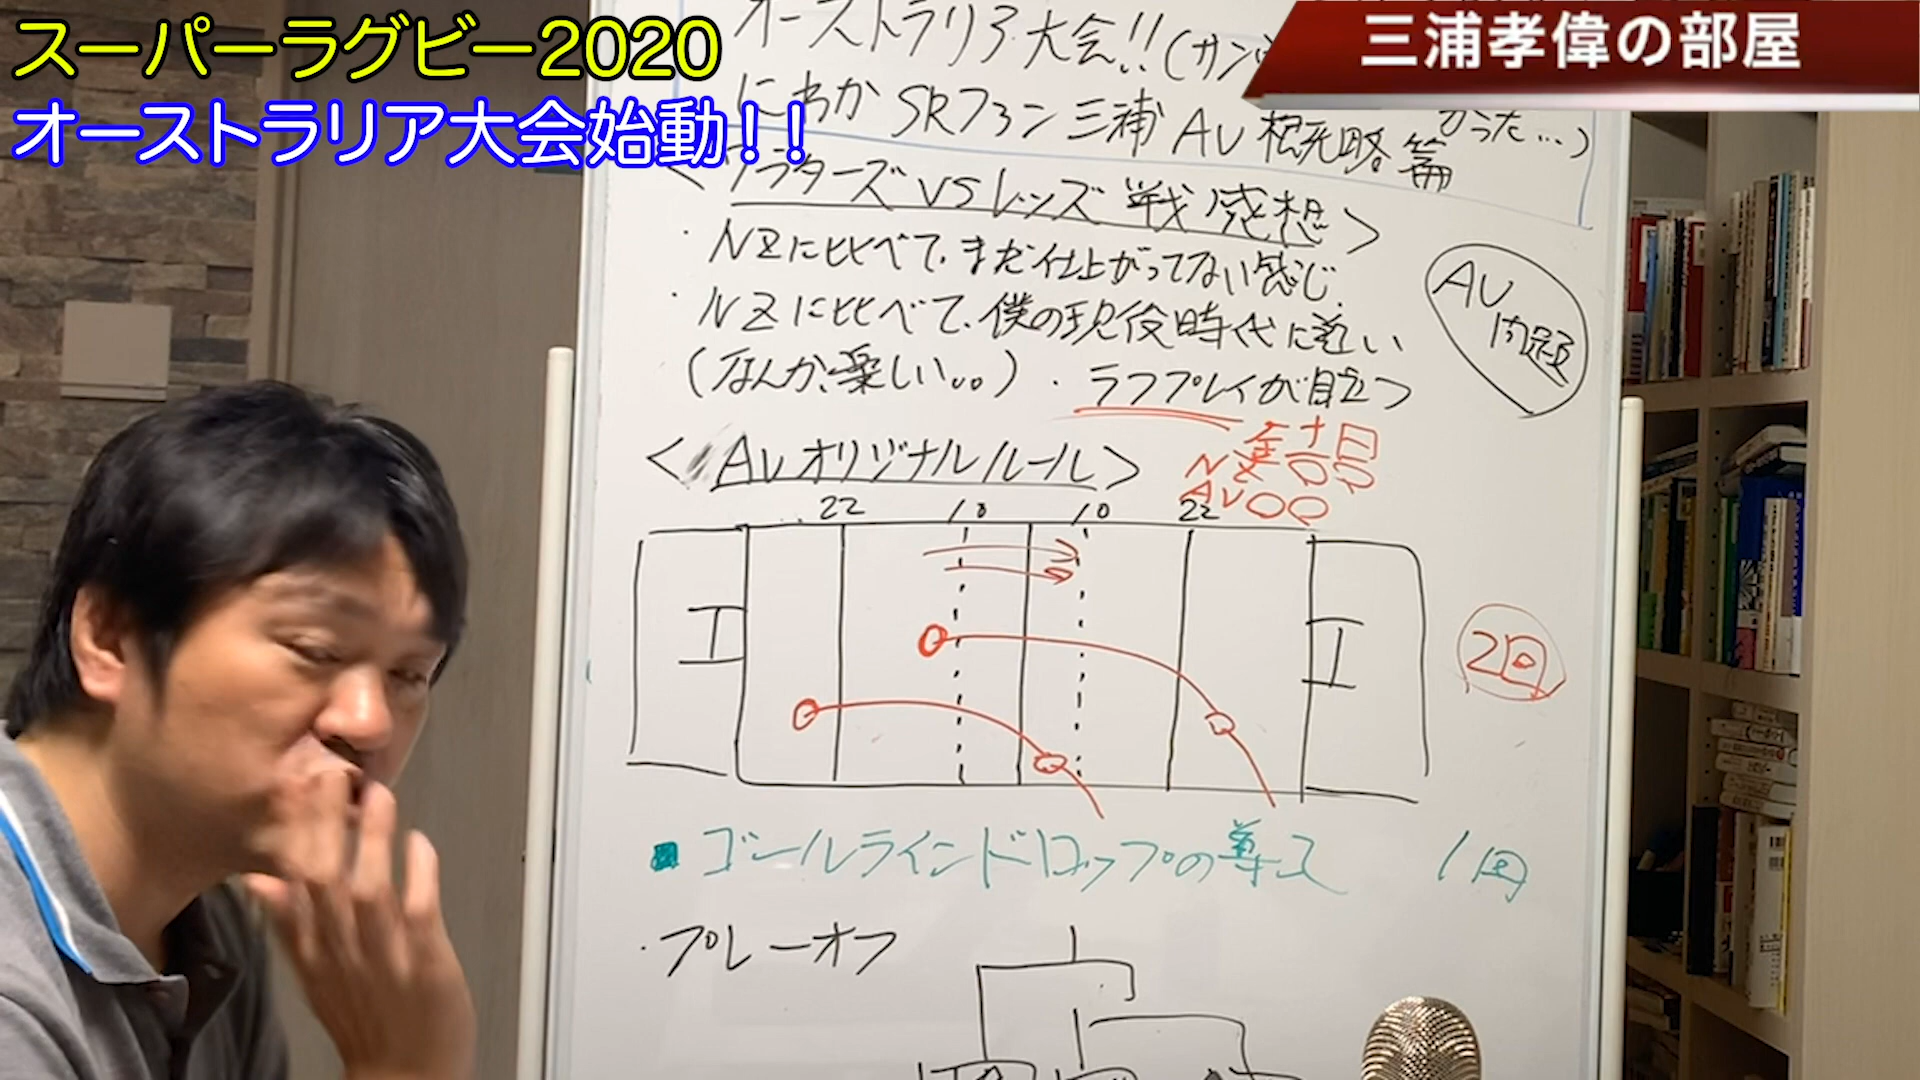 スーパーラグビー2020
オーストラリア大会始動！！
三浦孝偉の部屋
オーストラリア大会!!(サン
かった…)
にわかSRファン三浦AU 篇
ラターズVSレッズ戦感想>
・NZに比べて、まだ仕上がってない感じ.
・NZに比べて、僕の現役時代に近い
(なんか、楽しい。。)・ラフプレイが目立つ
AU
問題
金土日
NZ○○
AU○○
<AUオリジナルルール>
22 10 10 22
2回
■ゴールラインドロップの導入 1回
・プレーオフ